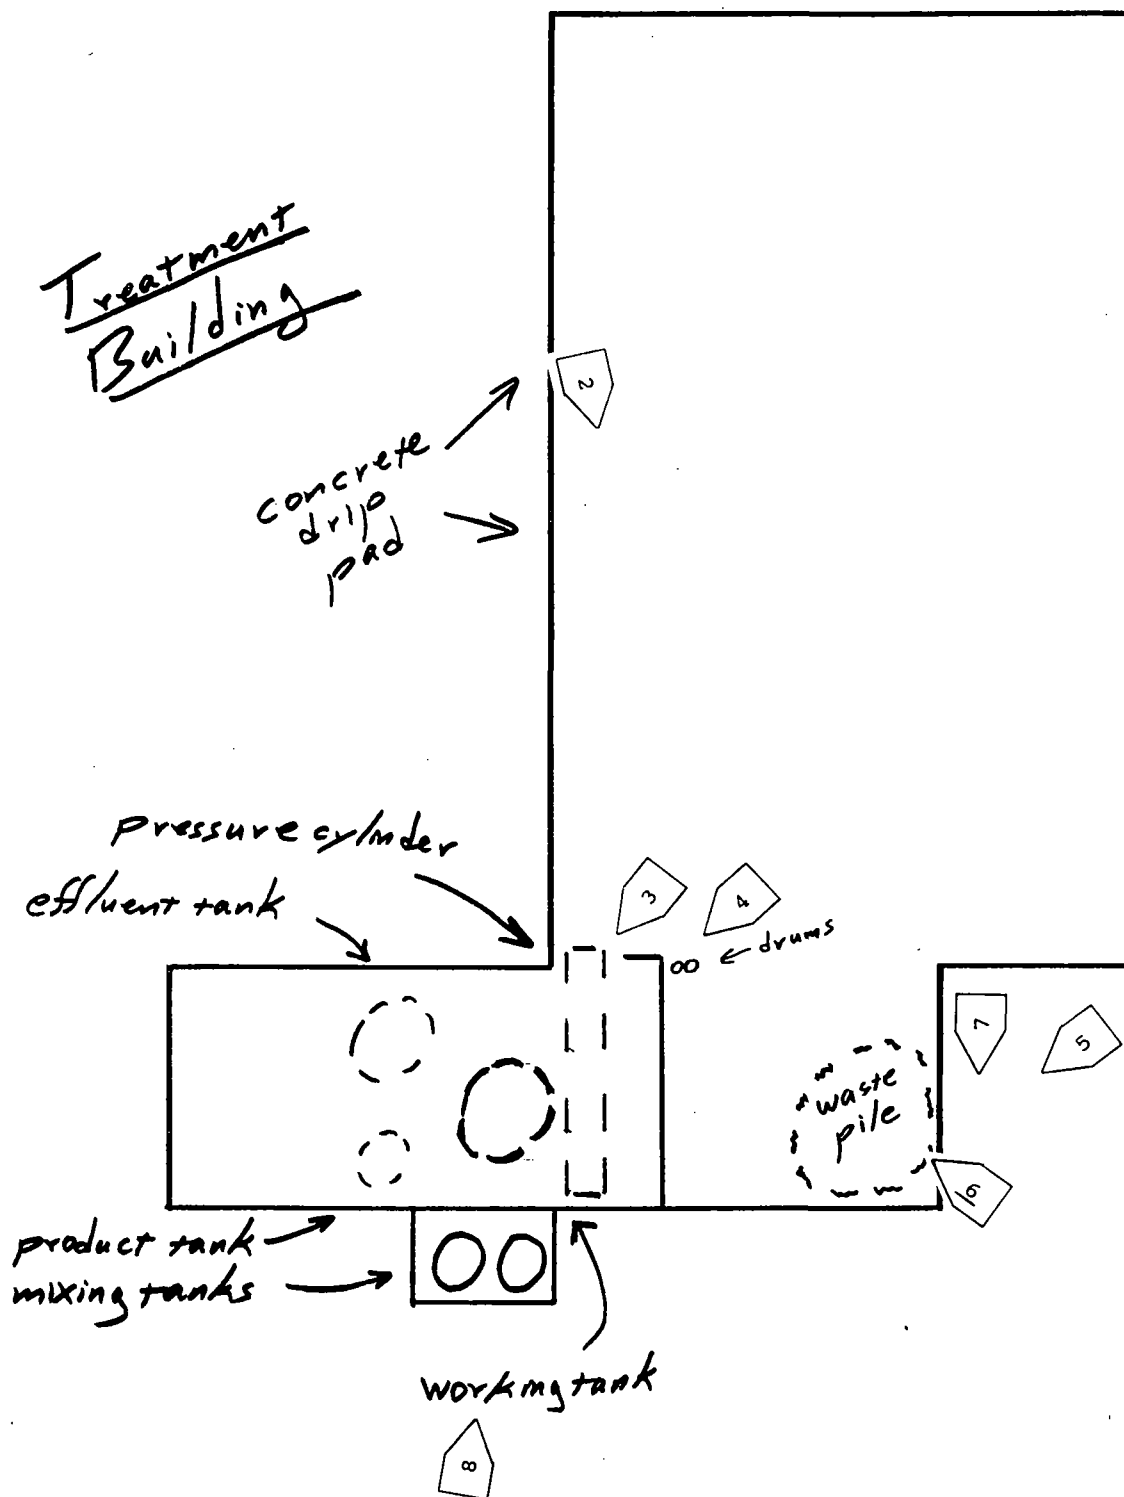 Treatment
Building
2
concrete
drip
pad
pressure cylinder
effluent tank
3
4
drums
7
5
waste
pile
6
product tank
mixing tanks
working tank
8